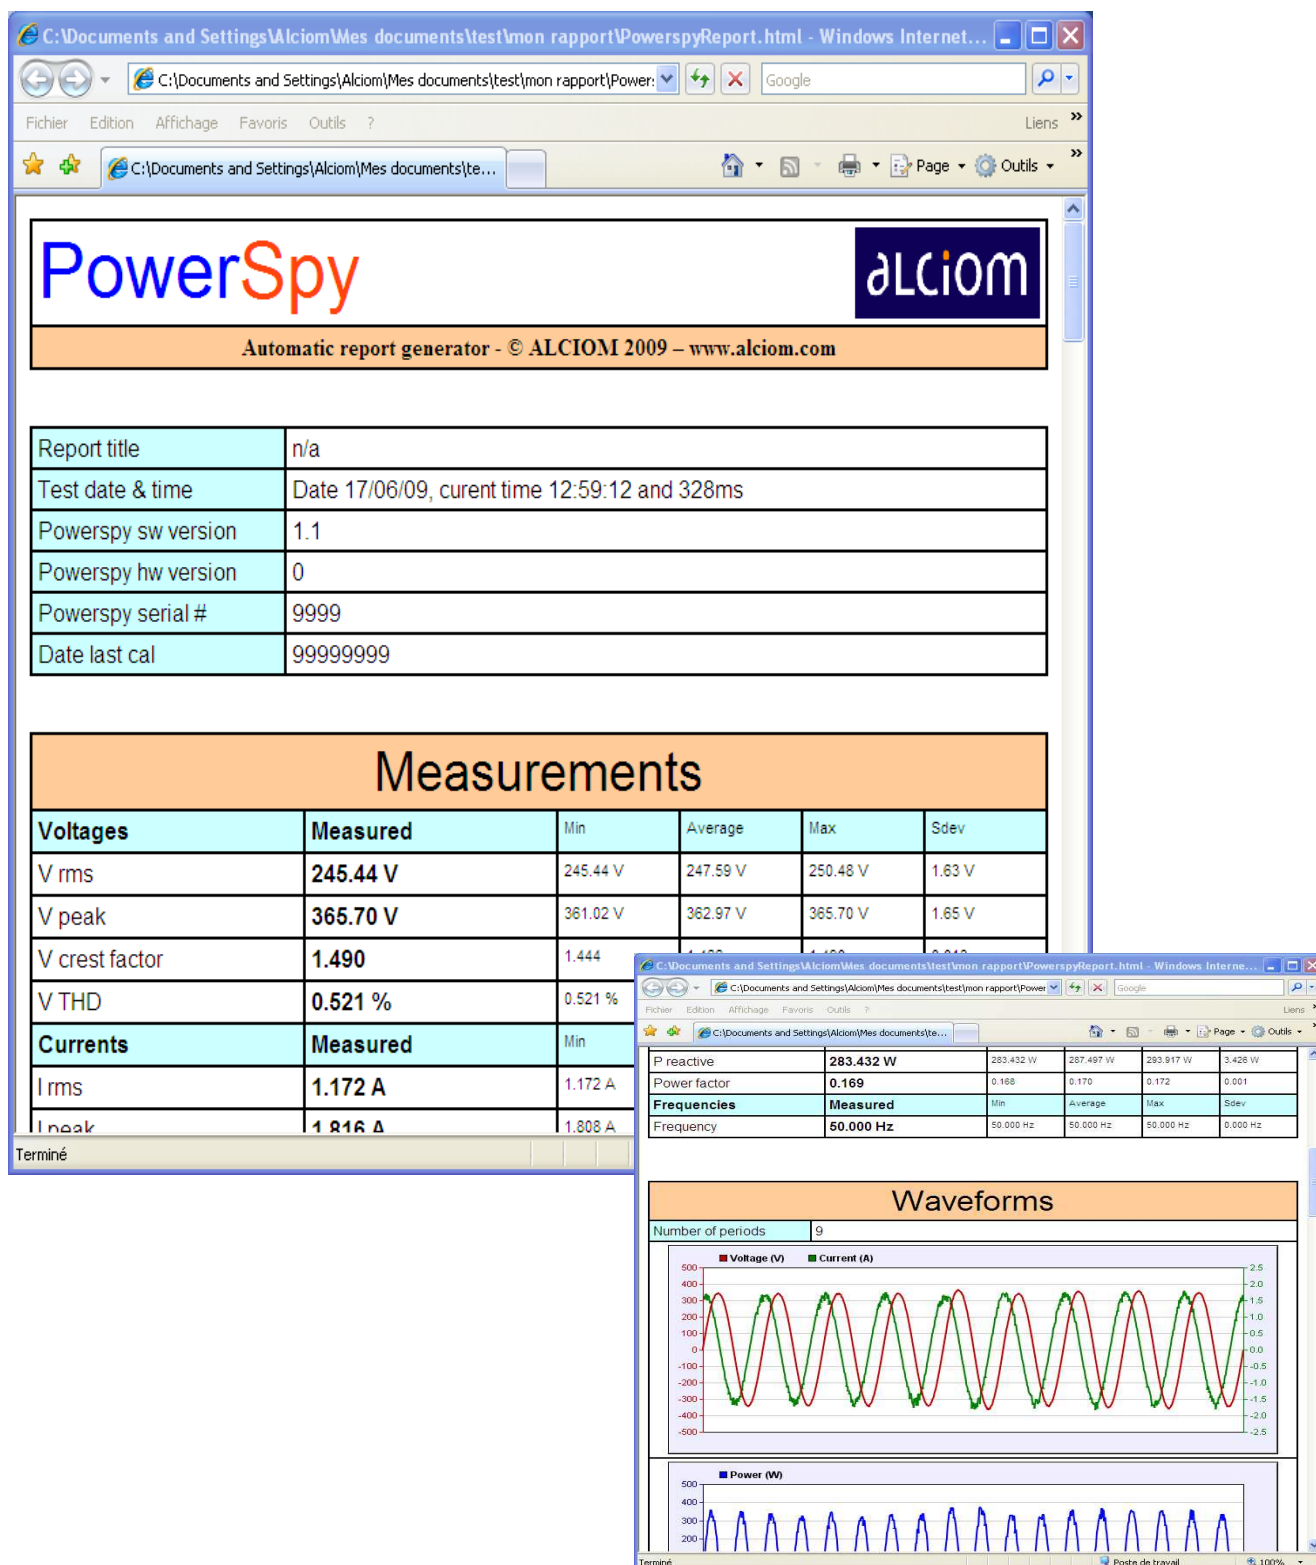 C:\Documents and Settings\Alciom\Mes documents\test\mon rapport\PowerspyReport.html - Windows Internet...
C:\Documents and Settings\Alciom\Mes documents\test\mon rapport\Power: Google
Fichier Edition Affichage Favoris Outils ? Liens »
C:\Documents and Settings\Alciom\Mes documents\te... Page Outils »
PowerSpy alciom
Automatic report generator - © ALCIOM 2009 – www.alciom.com
Report title n/a
Test date & time Date 17/06/09, curent time 12:59:12 and 328ms
Powerspy sw version 1.1
Powerspy hw version 0
Powerspy serial # 9999
Date last cal 99999999
Measurements
Voltages Measured Min Average Max Sdev
V rms 245.44 V 245.44 V 247.59 V 250.48 V 1.63 V
V peak 365.70 V 361.02 V 362.97 V 365.70 V 1.65 V
V crest factor 1.490 1.444
V THD 0.521 % 0.521 %
Currents Measured Min
I rms 1.172 A 1.172 A
I peak 1.816 A 1.808 A
Terminé
C:\Documents and Settings\Alciom\Mes documents\test\mon rapport\PowerspyReport.html - Windows Interne...
C:\Documents and Settings\Alciom\Mes documents\test\mon rapport\Power Google
Fichier Edition Affichage Favoris Outils ? Liens »
C:\Documents and Settings\Alciom\Mes documents\te... Page Outils »
P reactive 283.432 W 283.432 W 287.497 W 293.917 W 3.426 W
Power factor 0.169 0.168 0.170 0.172 0.001
Frequencies Measured Min Average Max Sdev
Frequency 50.000 Hz 50.000 Hz 50.000 Hz 50.000 Hz 0.000 Hz
Waveforms
Number of periods 9
Voltage (V) Current (A)
500 2.5
400 2.0
300 1.5
200 1.0
100 0.5
0 0.0
-100 -0.5
-200 -1.0
-300 -1.5
-400 -2.0
-500 -2.5
Power (W)
500
400
300
200
Terminé Poste de travail 100%